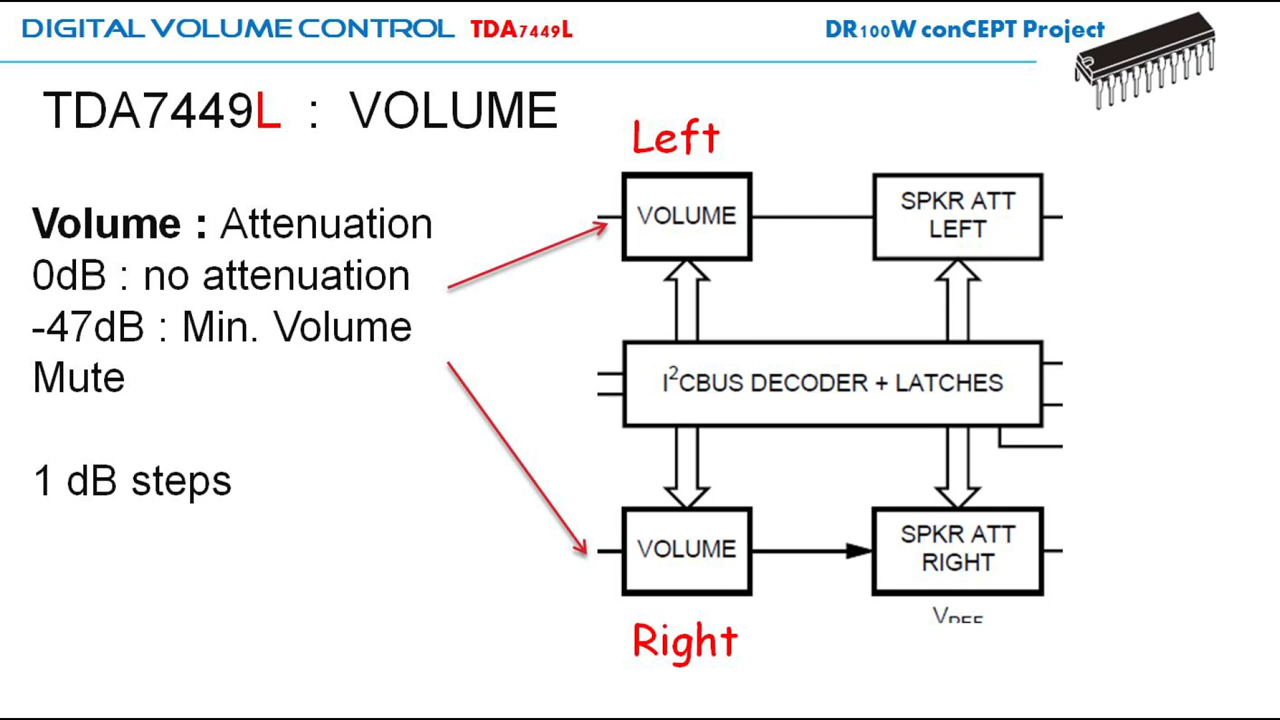 DIGITAL VOLUME CONTROL TDA7449L
DR100W conCEPT Project
TDA7449L : VOLUME
Left
Volume : Attenuation
0dB : no attenuation
-47dB : Min. Volume
Mute
1 dB steps
VOLUME
SPKR ATT
LEFT
I²CBUS DECODER + LATCHES
VOLUME
SPKR ATT
RIGHT
Right